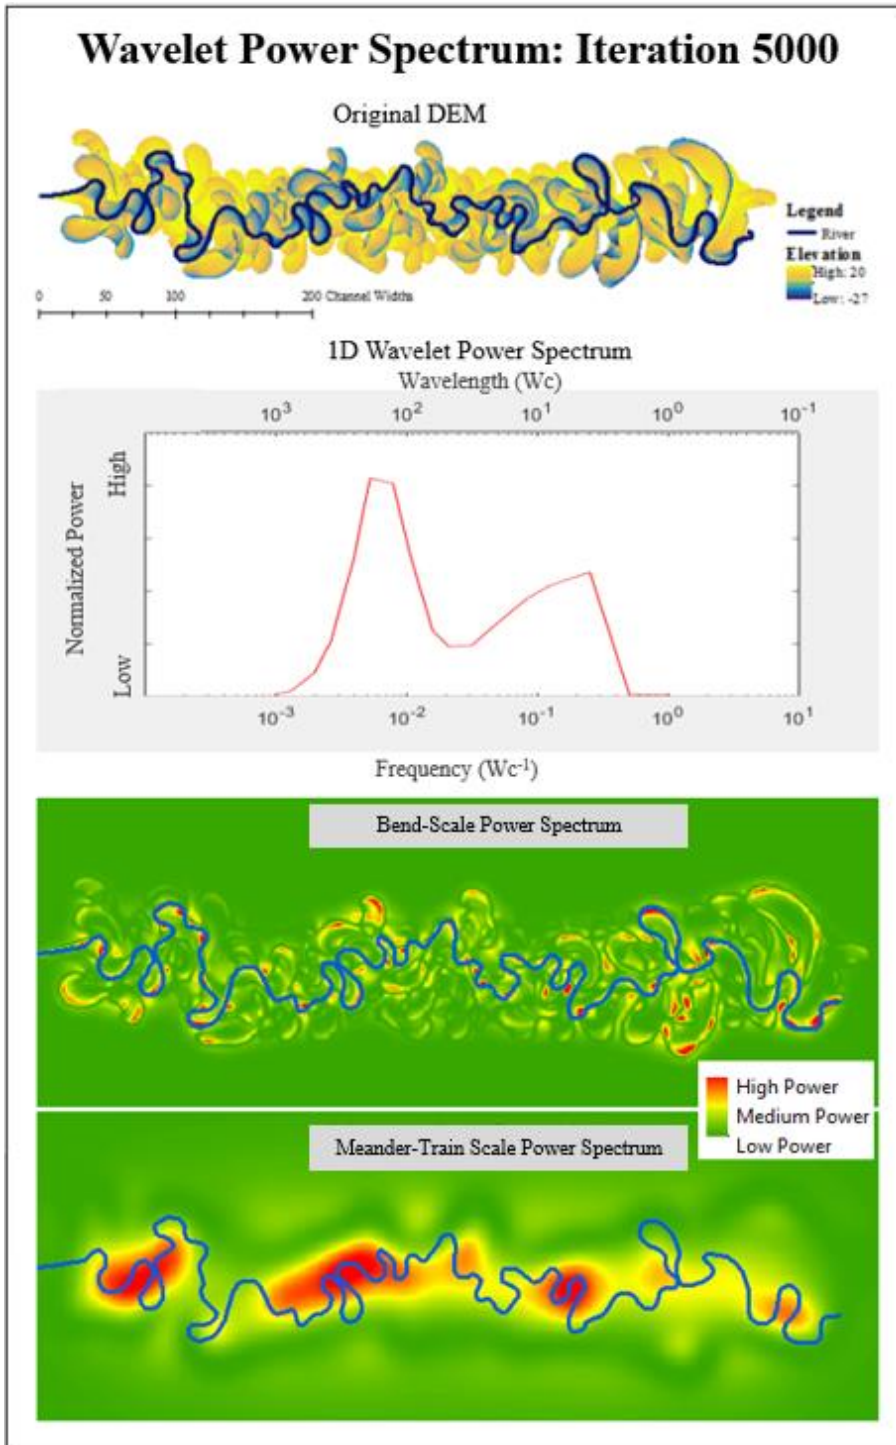 Wavelet Power Spectrum: Iteration 5000
Original DEM
Legend
River
Elevation
High: 20
Low: -27
0 50 100 200 Channel Widths
1D Wavelet Power Spectrum
Wavelength (Wc)
10³ 10² 10¹ 10⁰ 10⁻¹
Normalized Power
High
Low
10⁻³ 10⁻² 10⁻¹ 10⁰ 10¹
Frequency (Wc⁻¹)
Bend-Scale Power Spectrum
High Power
Medium Power
Low Power
Meander-Train Scale Power Spectrum